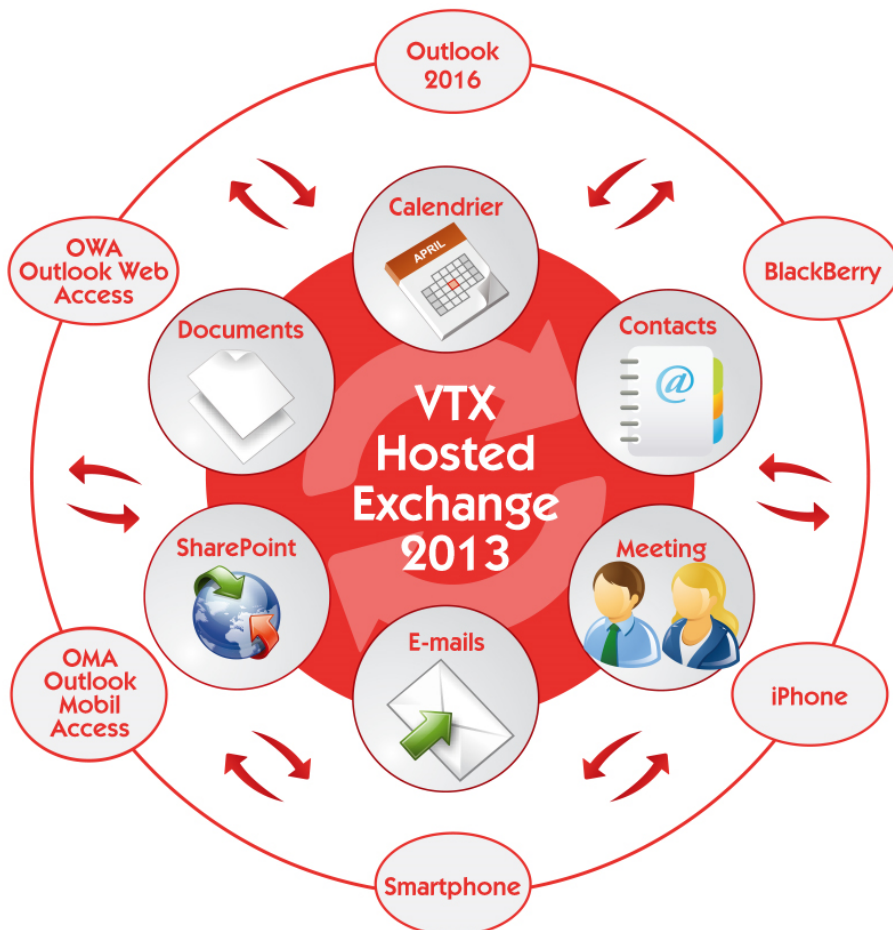 Outlook
2016
OWA
Outlook Web
Access
BlackBerry
Calendrier
APRIL
Documents
Contacts
@
VTX
Hosted
Exchange
2013
SharePoint
Meeting
E-mails
OMA
Outlook
Mobil
Access
iPhone
Smartphone